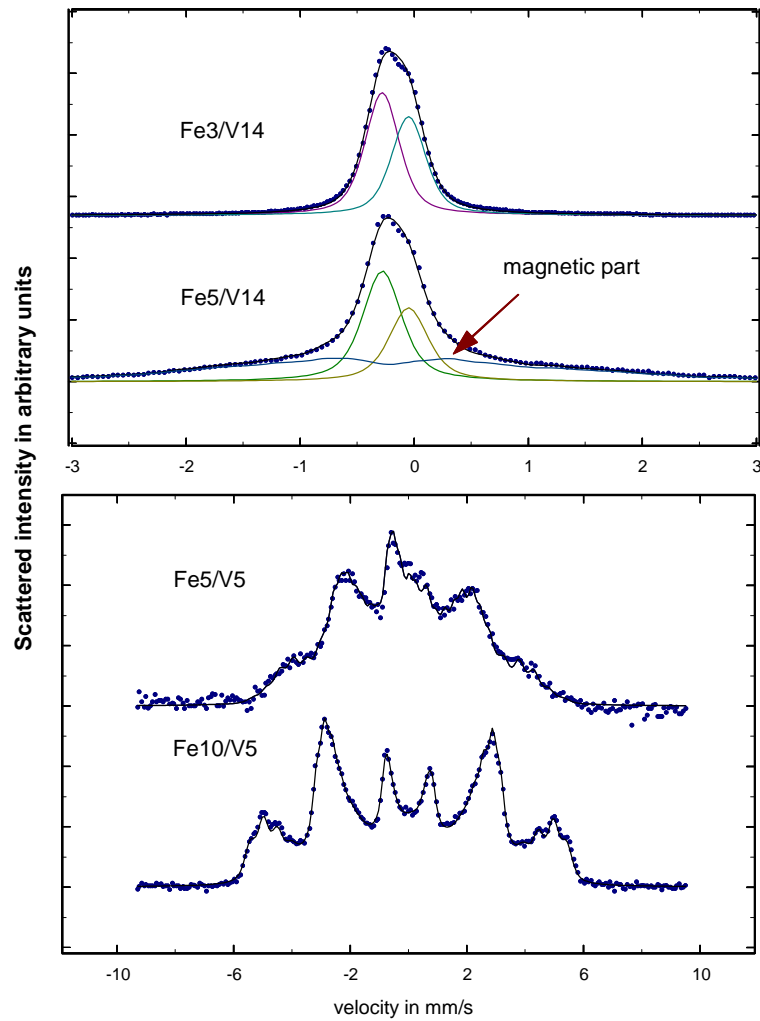 Fe3/V14
Fe5/V14
magnetic part
-3 -2 -1 0 1 2 3
Scattered intensity in arbitrary units
Fe5/V5
Fe10/V5
-10 -6 -2 2 6 10
velocity in mm/s